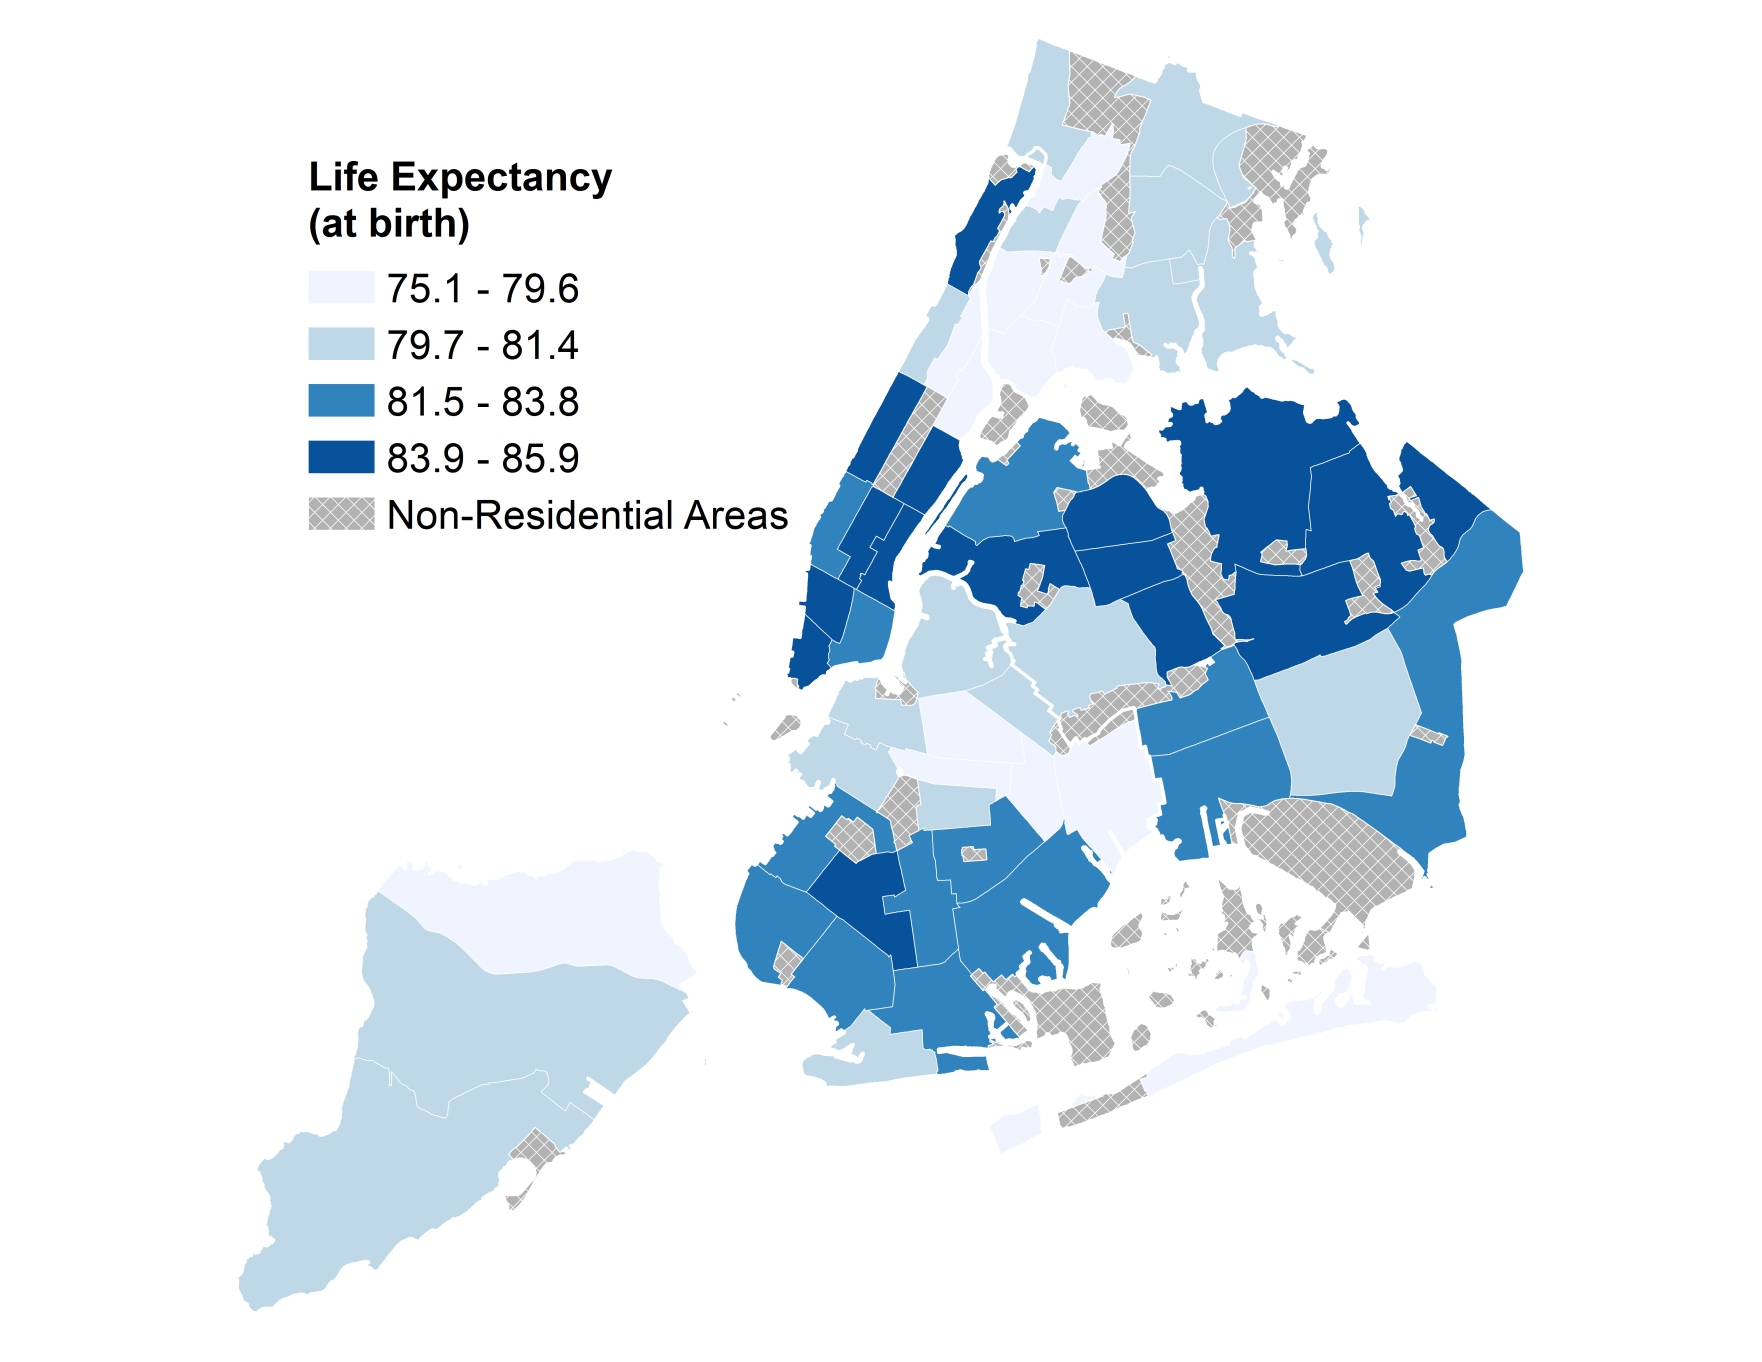 Life Expectancy
(at birth)
75.1 - 79.6
79.7 - 81.4
81.5 - 83.8
83.9 - 85.9
Non-Residential Areas